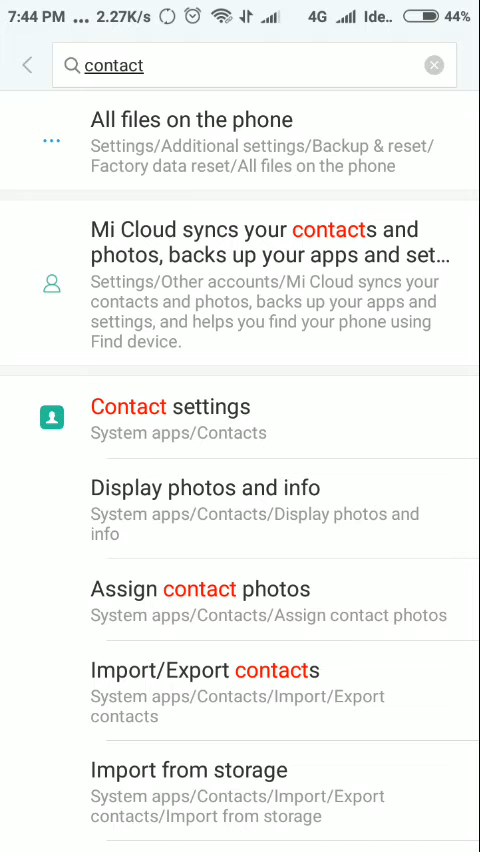 7:44 PM ... 2.27K/s 4G Ide.. 44%
contact
All files on the phone
Settings/Additional settings/Backup & reset/
Factory data reset/All files on the phone
Mi Cloud syncs your contacts and
photos, backs up your apps and set...
Settings/Other accounts/Mi Cloud syncs your
contacts and photos, backs up your apps and
settings, and helps you find your phone using
Find device.
Contact settings
System apps/Contacts
Display photos and info
System apps/Contacts/Display photos and
info
Assign contact photos
System apps/Contacts/Assign contact photos
Import/Export contacts
System apps/Contacts/Import/Export
contacts
Import from storage
System apps/Contacts/Import/Export
contacts/Import from storage